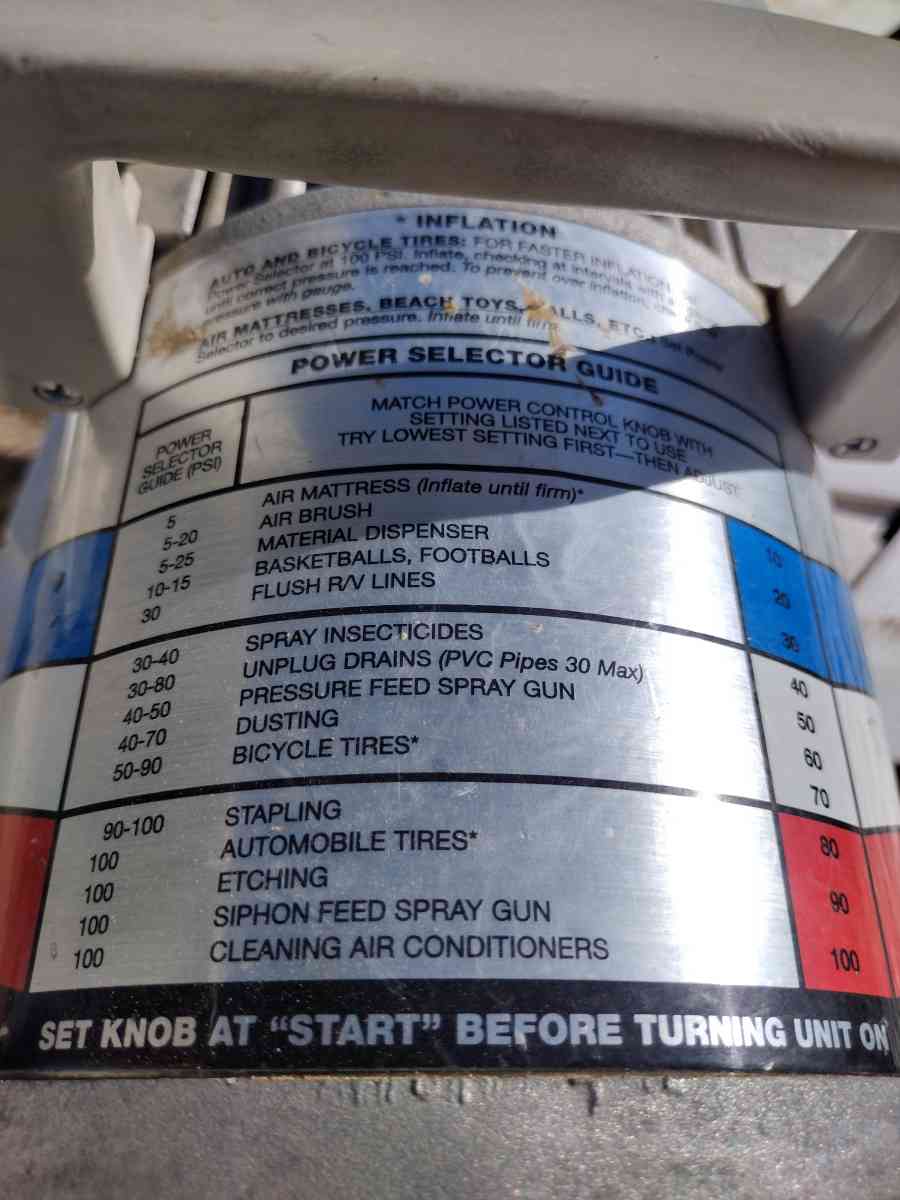 * INFLATION
AUTO AND BICYCLE TIRES: FOR FASTER INFLATION
Power Selector at 100 PSI. Inflate, checking at intervals with a
until correct pressure is reached. To prevent over inflation,
pressure with gauge.
AIR MATTRESSES, BEACH TOYS, ALLS, ETC.: Set Power
Selector to desired pressure. Inflate until firm.
POWER SELECTOR GUIDE
POWER
SELECTOR
GUIDE (PSI)
MATCH POWER CONTROL KNOB WITH
SETTING LISTED NEXT TO USE
TRY LOWEST SETTING FIRST—THEN ADJUST
5 AIR MATTRESS (Inflate until firm)*
5-20 AIR BRUSH
5-25 MATERIAL DISPENSER
10-15 BASKETBALLS, FOOTBALLS
30 FLUSH R/V LINES
10
20
30
30-40 SPRAY INSECTICIDES
30-80 UNPLUG DRAINS (PVC Pipes 30 Max)
40-50 PRESSURE FEED SPRAY GUN
40-70 DUSTING
50-90 BICYCLE TIRES*
40
50
60
70
90-100 STAPLING
100 AUTOMOBILE TIRES*
100 ETCHING
100 SIPHON FEED SPRAY GUN
100 CLEANING AIR CONDITIONERS
80
90
100
SET KNOB AT “START” BEFORE TURNING UNIT ON